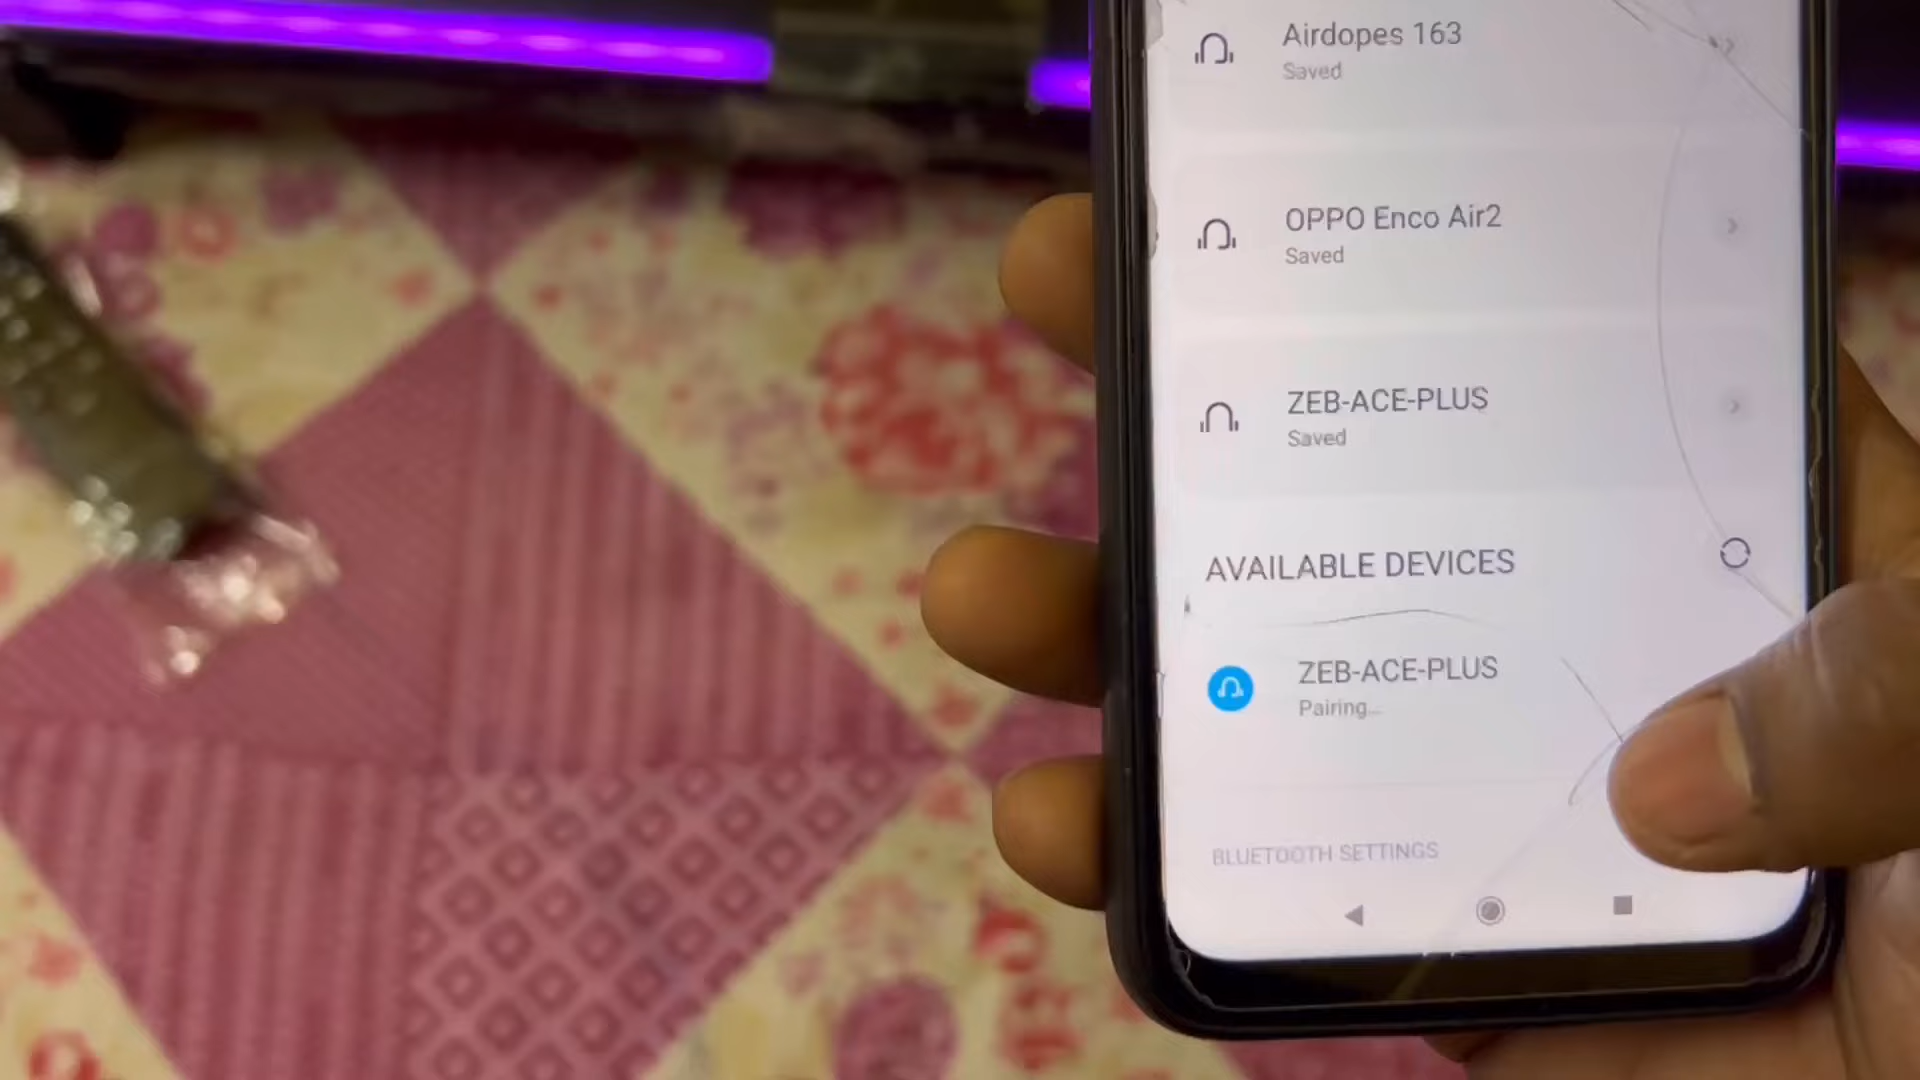 Airdopes 163
Saved
OPPO Enco Air2
Saved
ZEB-ACE-PLUS
Saved
AVAILABLE DEVICES
ZEB-ACE-PLUS
Pairing...
BLUETOOTH SETTINGS